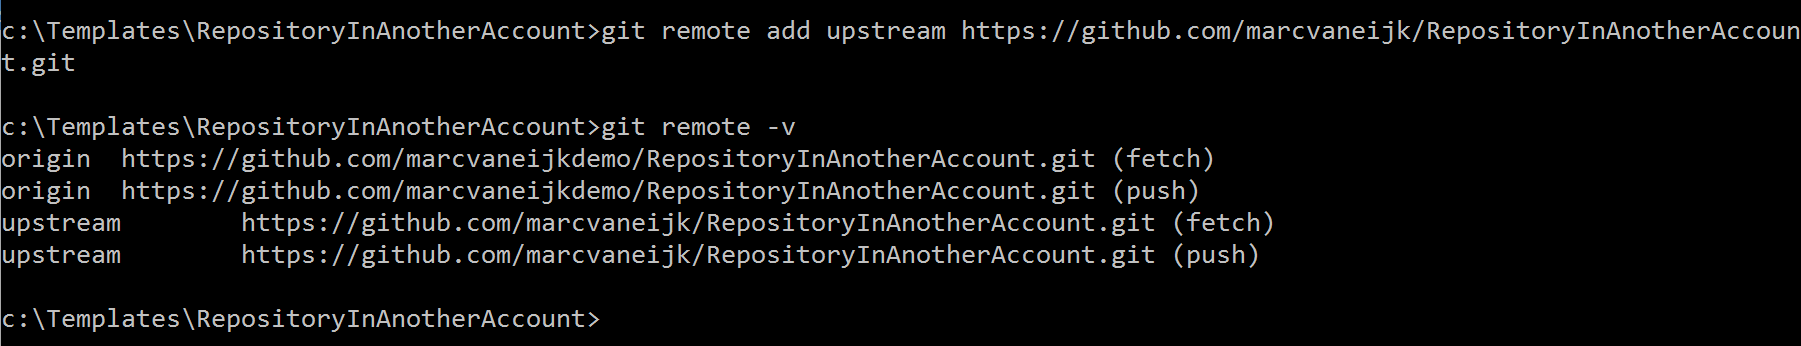 c:\Templates\RepositoryInAnotherAccount>git remote add upstream https://github.com/marcvaneijk/RepositoryInAnotherAccoun
t.git
c:\Templates\RepositoryInAnotherAccount>git remote -v
origin  https://github.com/marcvaneijkdemo/RepositoryInAnotherAccount.git (fetch)
origin  https://github.com/marcvaneijkdemo/RepositoryInAnotherAccount.git (push)
upstream        https://github.com/marcvaneijk/RepositoryInAnotherAccount.git (fetch)
upstream        https://github.com/marcvaneijk/RepositoryInAnotherAccount.git (push)
c:\Templates\RepositoryInAnotherAccount>